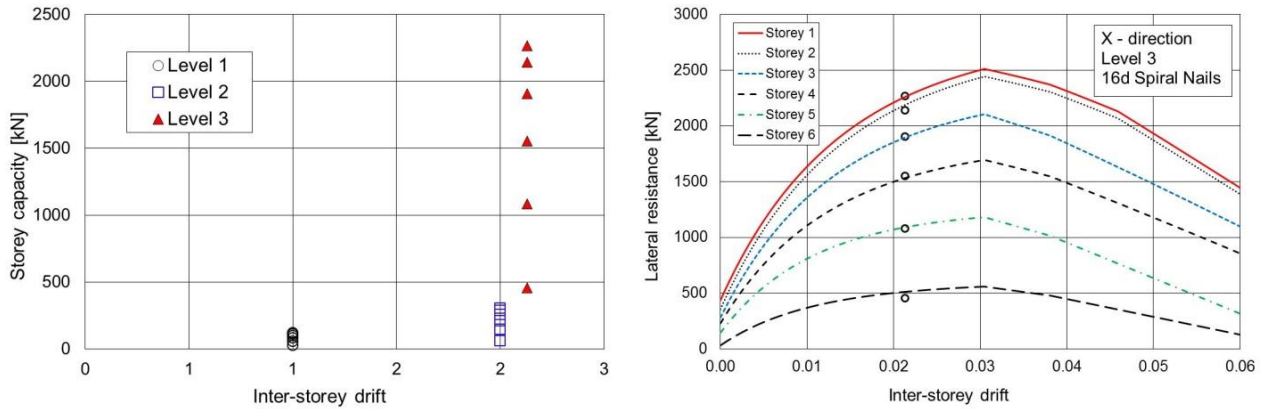 2500
2000
1500
1000
500
0
Storey capacity [kN]
Level 1
Level 2
Level 3
0 1 1 2 2 3
Inter-storey drift
3000
2500
2000
1500
1000
500
0
Lateral resistance [kN]
Storey 1
Storey 2
Storey 3
Storey 4
Storey 5
Storey 6
X - direction
Level 3
16d Spiral Nails
0.00 0.01 0.02 0.03 0.04 0.05 0.06
Inter-storey drift